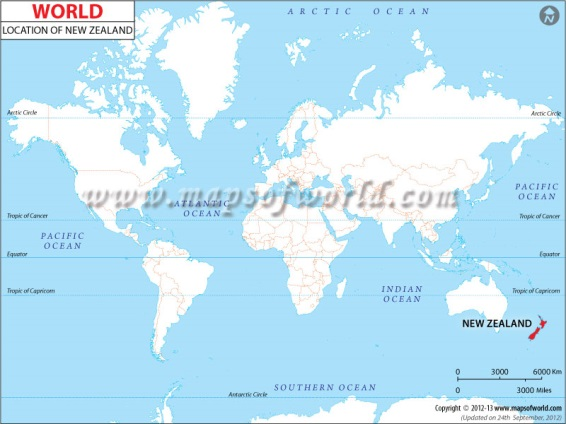 WORLD
LOCATION OF NEW ZEALAND
ARCTIC OCEAN
N
Arctic Circle
Arctic Circle
www.mapsofworld.com
ATLANTIC
OCEAN
PACIFIC
OCEAN
Tropic of Cancer
Tropic of Cancer
PACIFIC
OCEAN
Equator
Equator
INDIAN
OCEAN
Tropic of Capricorn
Tropic of Capricorn
NEW ZEALAND
0 3000 6000 Km
0 3000 Miles
SOUTHERN OCEAN
Antarctic Circle
Copyright © 2012-13 www.mapsofworld.com
(Updated on 24th September, 2012)